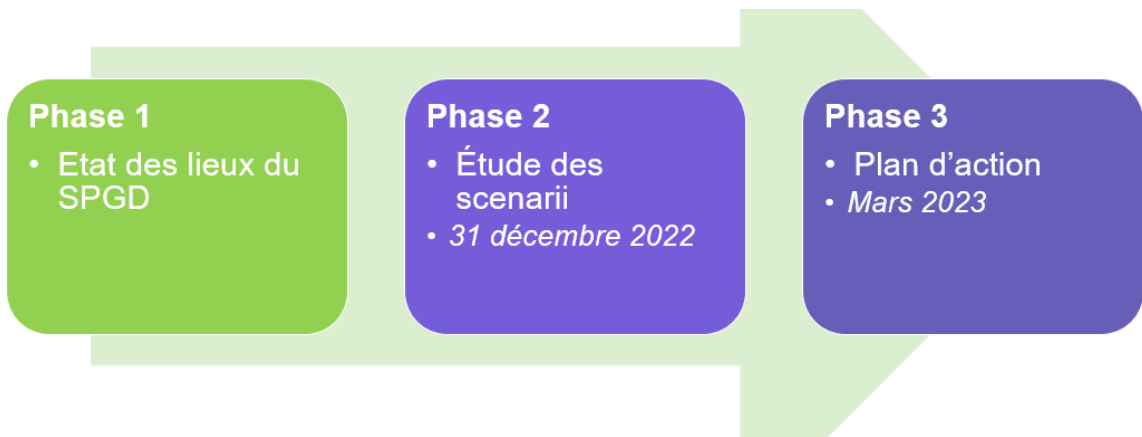 Phase 1
• Etat des lieux du
SPGD
Phase 2
• Étude des
scenarii
• 31 décembre 2022
Phase 3
• Plan d’action
• Mars 2023